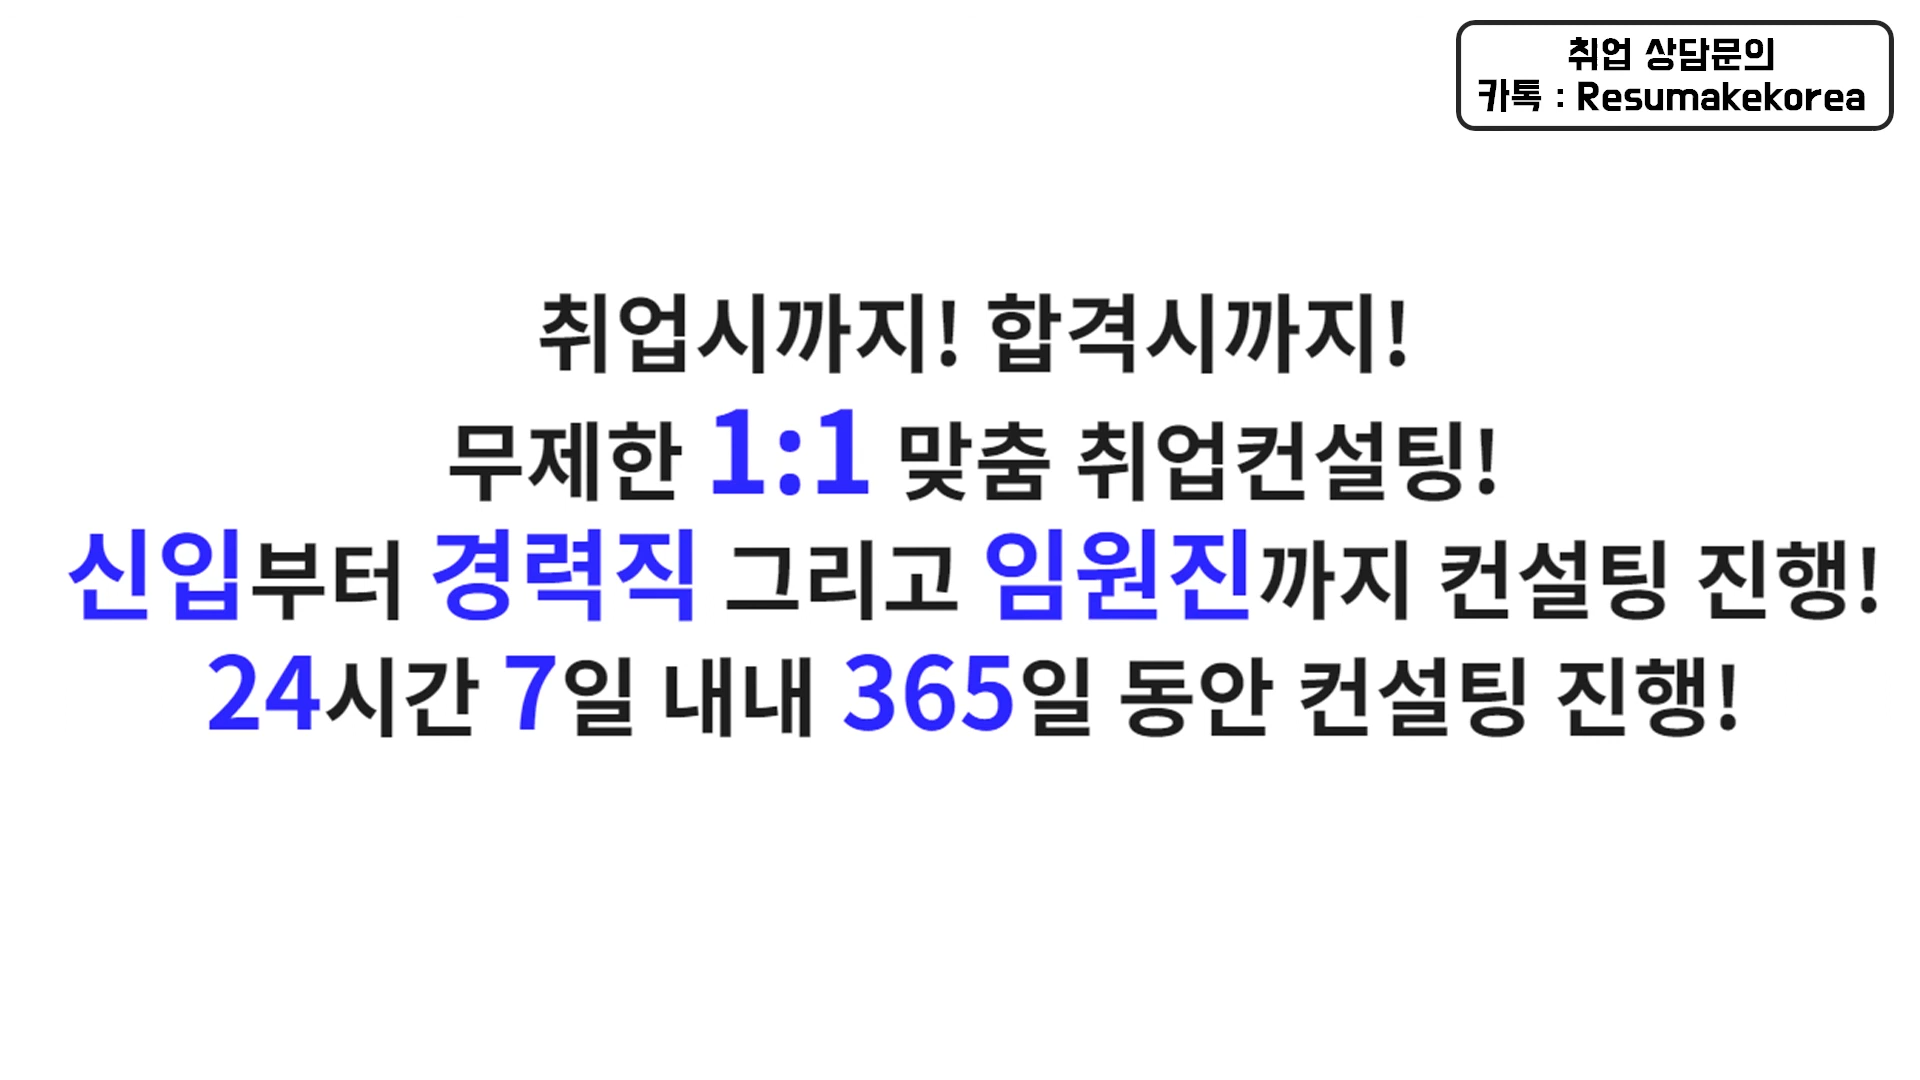 취업 상담문의
카톡 : Resumakekorea
취업시까지! 합격시까지!
무제한 1:1 맞춤 취업컨설팅!
신입부터 경력직 그리고 임원진까지 컨설팅 진행!
24시간 7일 내내 365일 동안 컨설팅 진행!